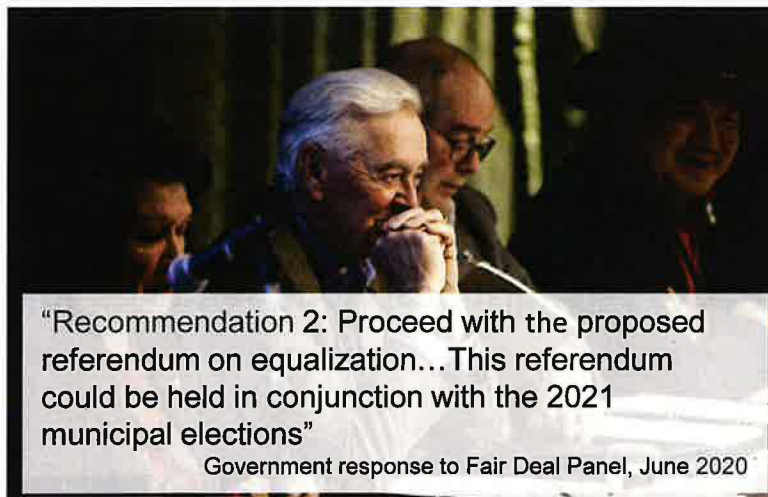 “Recommendation 2: Proceed with the proposed
referendum on equalization…This referendum
could be held in conjunction with the 2021
municipal elections”
Government response to Fair Deal Panel, June 2020